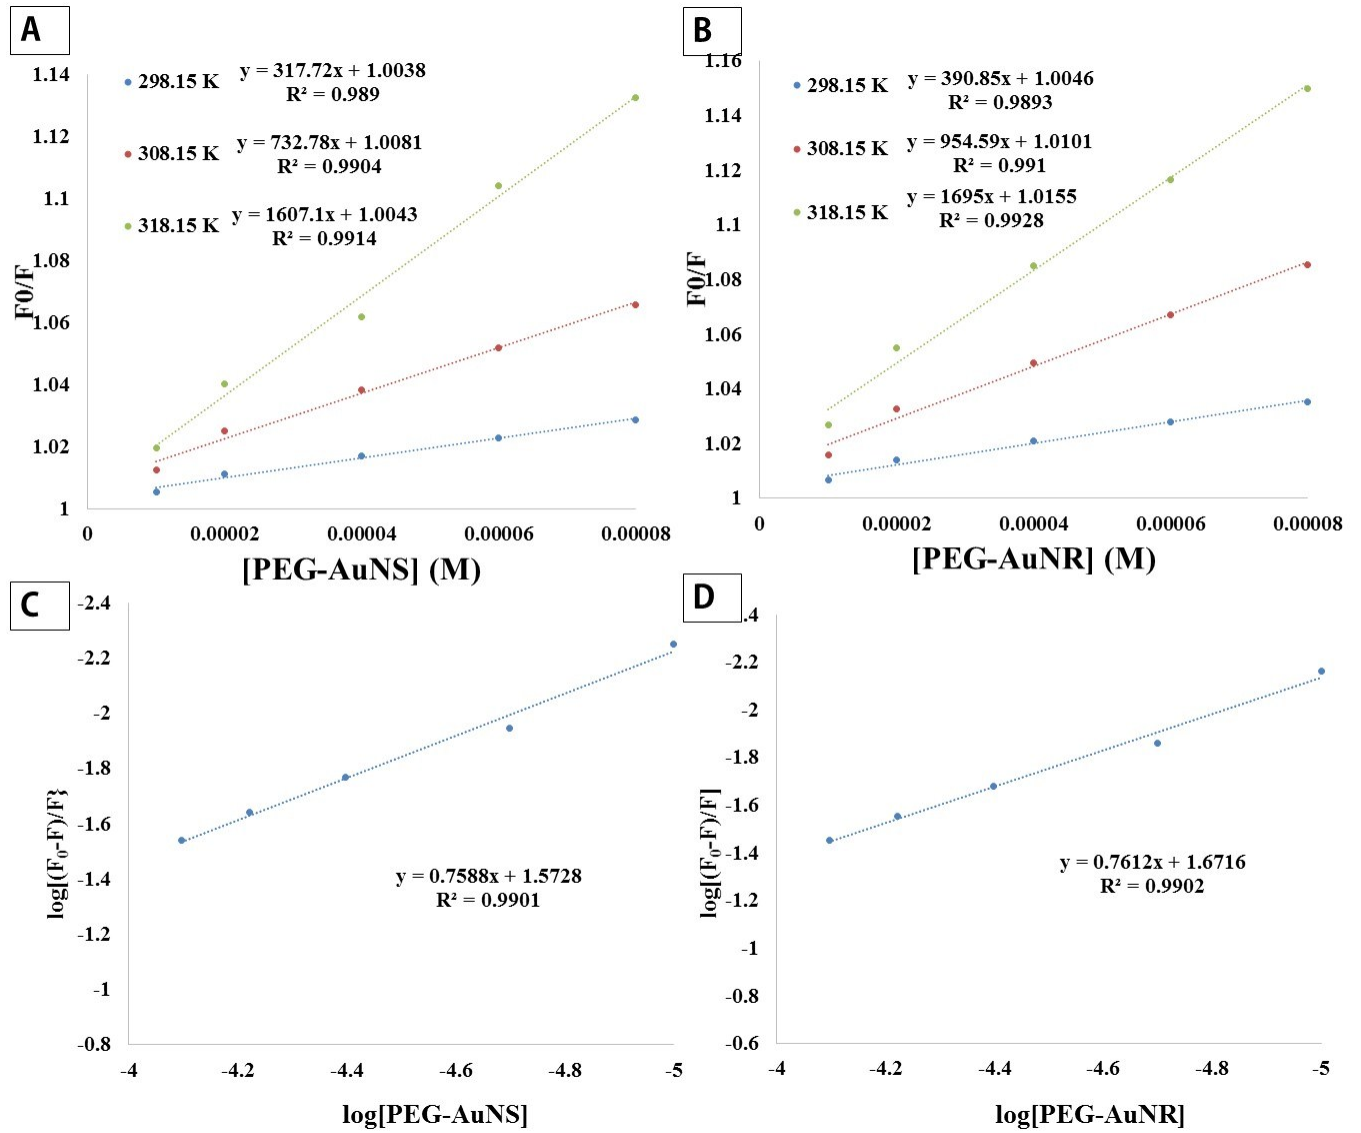 A
1.14
1.12
1.1
1.08
1.06
1.04
1.02
1
F0/F
298.15 K y = 317.72x + 1.0038
R² = 0.989
308.15 K y = 732.78x + 1.0081
R² = 0.9904
318.15 K y = 1607.1x + 1.0043
R² = 0.9914
0 0.00002 0.00004 0.00006 0.00008
[PEG-AuNS] (M)
B
1.16
1.14
1.12
1.1
1.08
1.06
1.04
1.02
1
F0/F
298.15 K y = 390.85x + 1.0046
R² = 0.9893
308.15 K y = 954.59x + 1.0101
R² = 0.991
318.15 K y = 1695x + 1.0155
R² = 0.9928
0 0.00002 0.00004 0.00006 0.00008
[PEG-AuNR] (M)
C
-2.4
-2.2
-2
-1.8
-1.6
-1.4
-1.2
-1
-0.8
log[(F₀-F)/F}
y = 0.7588x + 1.5728
R² = 0.9901
-4 -4.2 -4.4 -4.6 -4.8 -5
log[PEG-AuNS]
D
.4
-2.2
-2
-1.8
-1.6
-1.4
-1.2
-1
-0.8
-0.6
log[(F₀-F)/F]
y = 0.7612x + 1.6716
R² = 0.9902
-4 -4.2 -4.4 -4.6 -4.8 -5
log[PEG-AuNR]